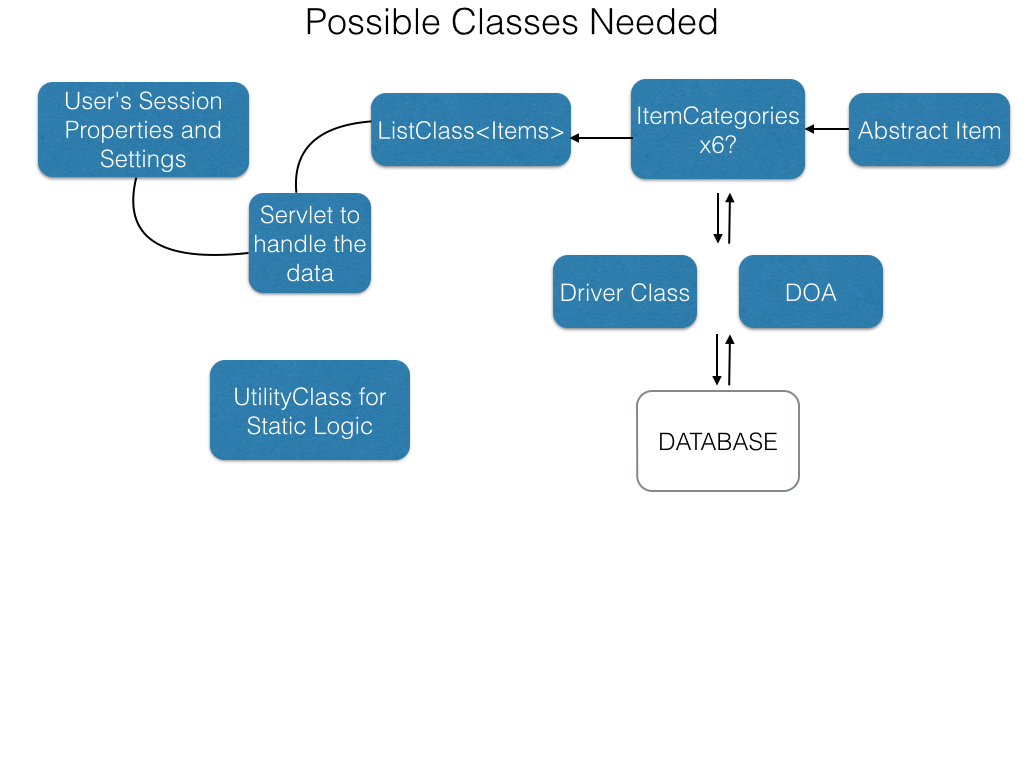 Possible Classes Needed
User's Session
Properties and
Settings
ListClass<Items>
ItemCategories
x6?
Abstract Item
Servlet to
handle the
data
Driver Class
DOA
UtilityClass for
Static Logic
DATABASE